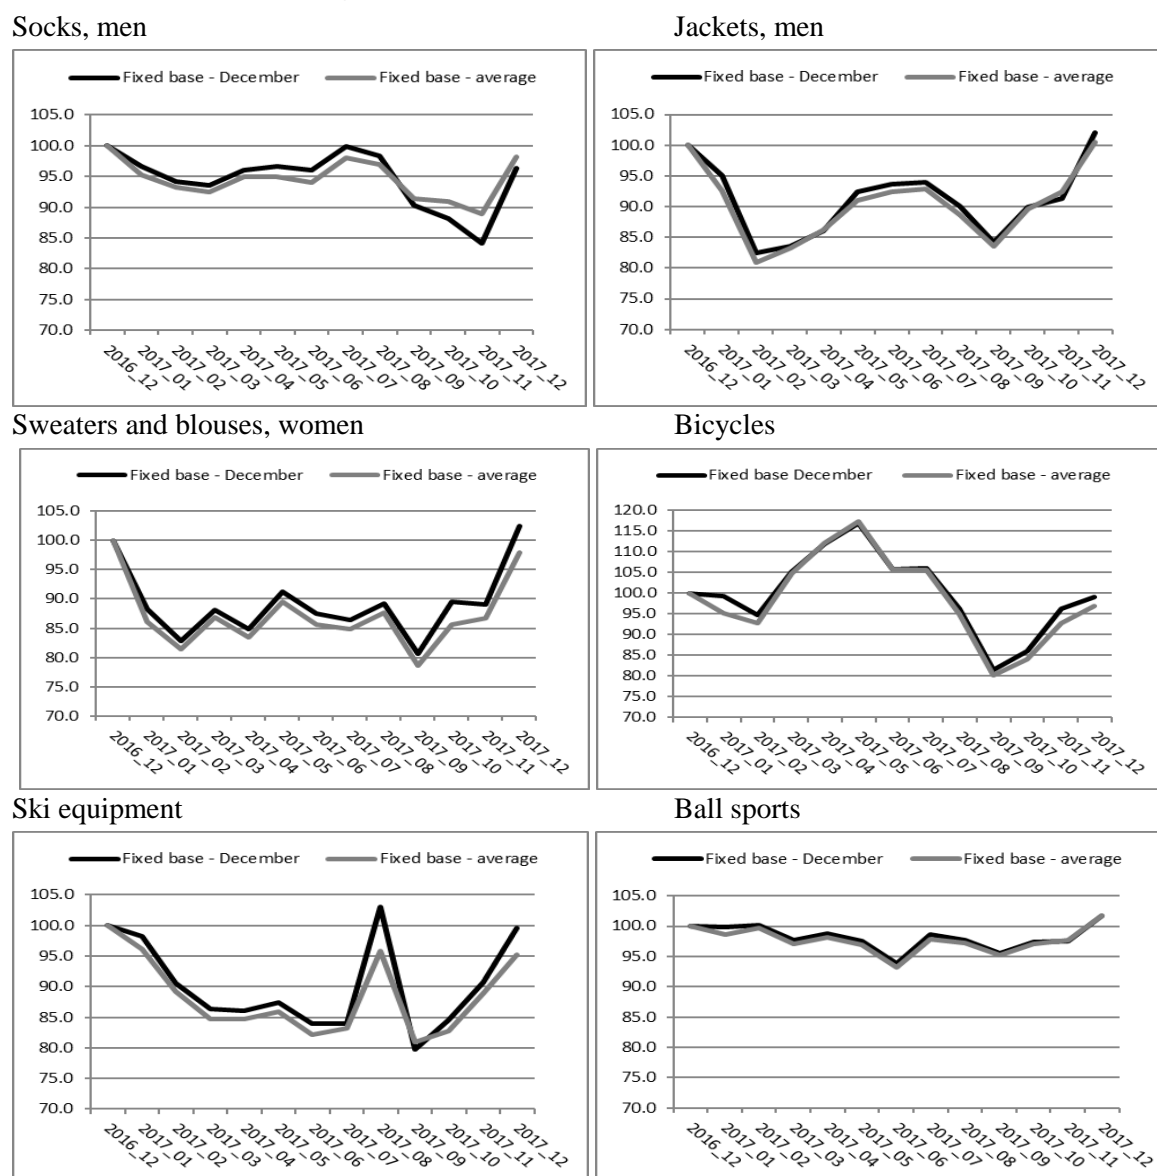 Socks, men
Jackets, men
Fixed base - December Fixed base - average
105.0
100.0
95.0
90.0
85.0
80.0
75.0
70.0
2016_12 2017_01 2017_02 2017_03 2017_04 2017_05 2017_06 2017_07 2017_08 2017_09 2017_10 2017_11 2017_12
Fixed base - December Fixed base - average
105.0
100.0
95.0
90.0
85.0
80.0
75.0
70.0
2016_12 2017_01 2017_02 2017_03 2017_04 2017_05 2017_06 2017_07 2017_08 2017_09 2017_10 2017_11 2017_12
Sweaters and blouses, women
Bicycles
Fixed base - December Fixed base - average
105.0
100.0
95.0
90.0
85.0
80.0
75.0
70.0
2016_12 2017_01 2017_02 2017_03 2017_04 2017_05 2017_06 2017_07 2017_08 2017_09 2017_10 2017_11 2017_12
Fixed base December Fixed base - average
120.0
115.0
110.0
105.0
100.0
95.0
90.0
85.0
80.0
75.0
70.0
2016_12 2017_01 2017_02 2017_03 2017_04 2017_05 2017_06 2017_07 2017_08 2017_09 2017_10 2017_11 2017_12
Ski equipment
Ball sports
Fixed base - December Fixed base - average
105.0
100.0
95.0
90.0
85.0
80.0
75.0
70.0
2016_12 2017_01 2017_02 2017_03 2017_04 2017_05 2017_06 2017_07 2017_08 2017_09 2017_10 2017_11 2017_12
Fixed base - December Fixed base - average
105.0
100.0
95.0
90.0
85.0
80.0
75.0
70.0
2016_12 2017_01 2017_02 2017_03 2017_04 2017_05 2017_06 2017_07 2017_08 2017_09 2017_10 2017_11 2017_12